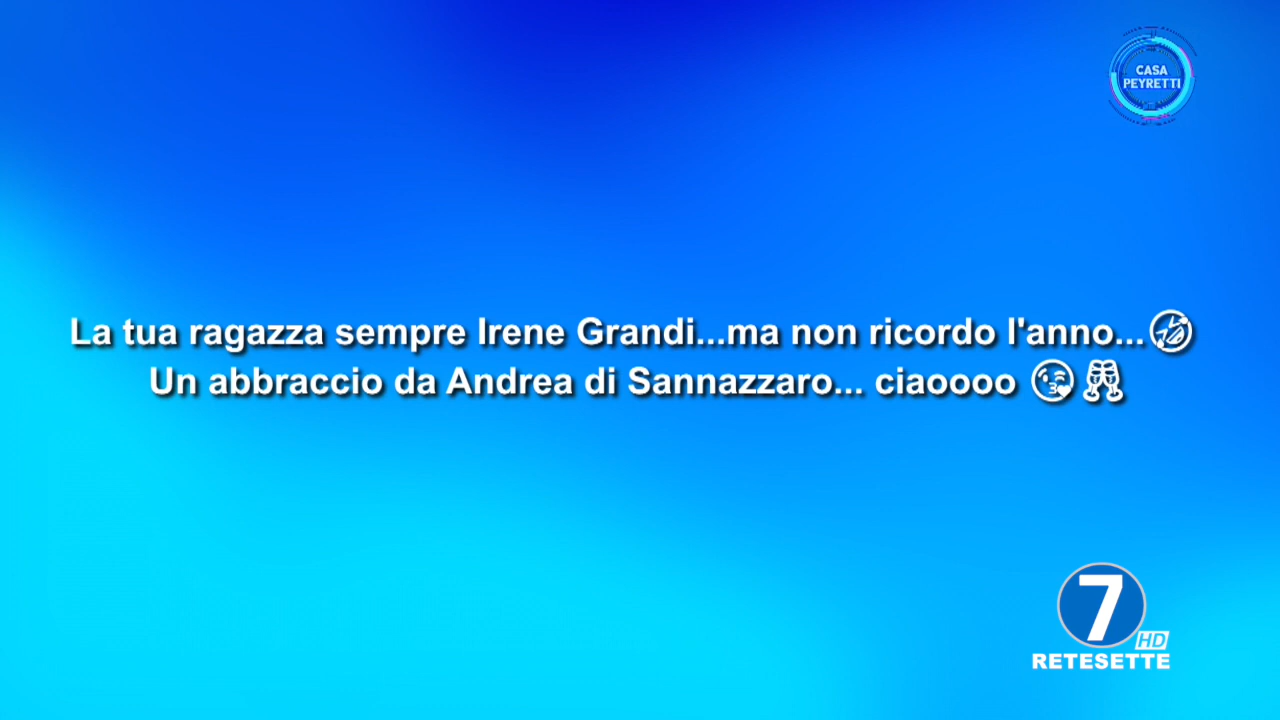 CASA
PEYRETTI
La tua ragazza sempre Irene Grandi...ma non ricordo l'anno...🤣
Un abbraccio da Andrea di Sannazzaro... ciaoooo 😘🥂
7
HD
RETESETTE